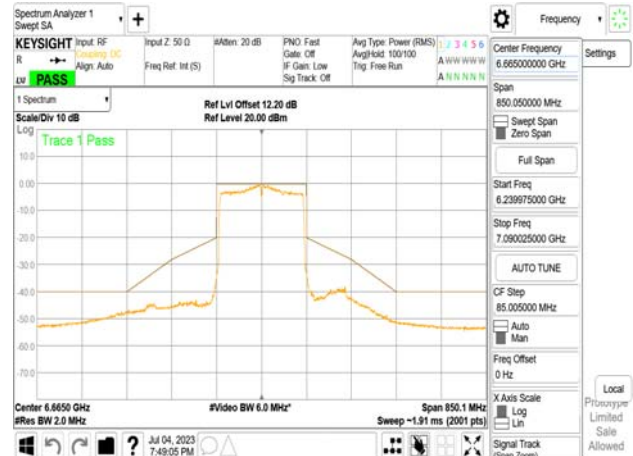 Spectrum Analyzer 1
Swept SA
+
Frequency
KEYSIGHT
R
LV PASS
Input: RF
Coupling: DC
Align: Auto
Input Z: 50 Ω
Freq Ref: Int (S)
#Atten: 20 dB
PNO: Fast
Gate: Off
IF Gain: Low
Sig Track: Off
Avg Type: Power (RMS)
Avg|Hold: 100/100
Trig: Free Run
1 2 3 4 5 6
A W W W W W
A N N N N N
1 Spectrum
Scale/Div 10 dB
Ref Lvl Offset 12.20 dB
Ref Level 20.00 dBm
Log
Trace 1 Pass
10.0
0.00
-10.0
-20.0
-30.0
-40.0
-50.0
-60.0
-70.0
Center 6.6650 GHz
#Res BW 2.0 MHz
#Video BW 6.0 MHz*
Span 850.1 MHz
Sweep ~1.91 ms (2001 pts)
Jul 04, 2023
7:49:05 PM
Center Frequency
6.665000000 GHz
Settings
Span
850.050000 MHz
Swept Span
Zero Span
Full Span
Start Freq
6.239975000 GHz
Stop Freq
7.090025000 GHz
AUTO TUNE
CF Step
85.005000 MHz
Auto
Man
Freq Offset
0 Hz
X Axis Scale
Log
Lin
Signal Track
(Span Zoom)
Local
Prototype
Limited
Sale
Allowed